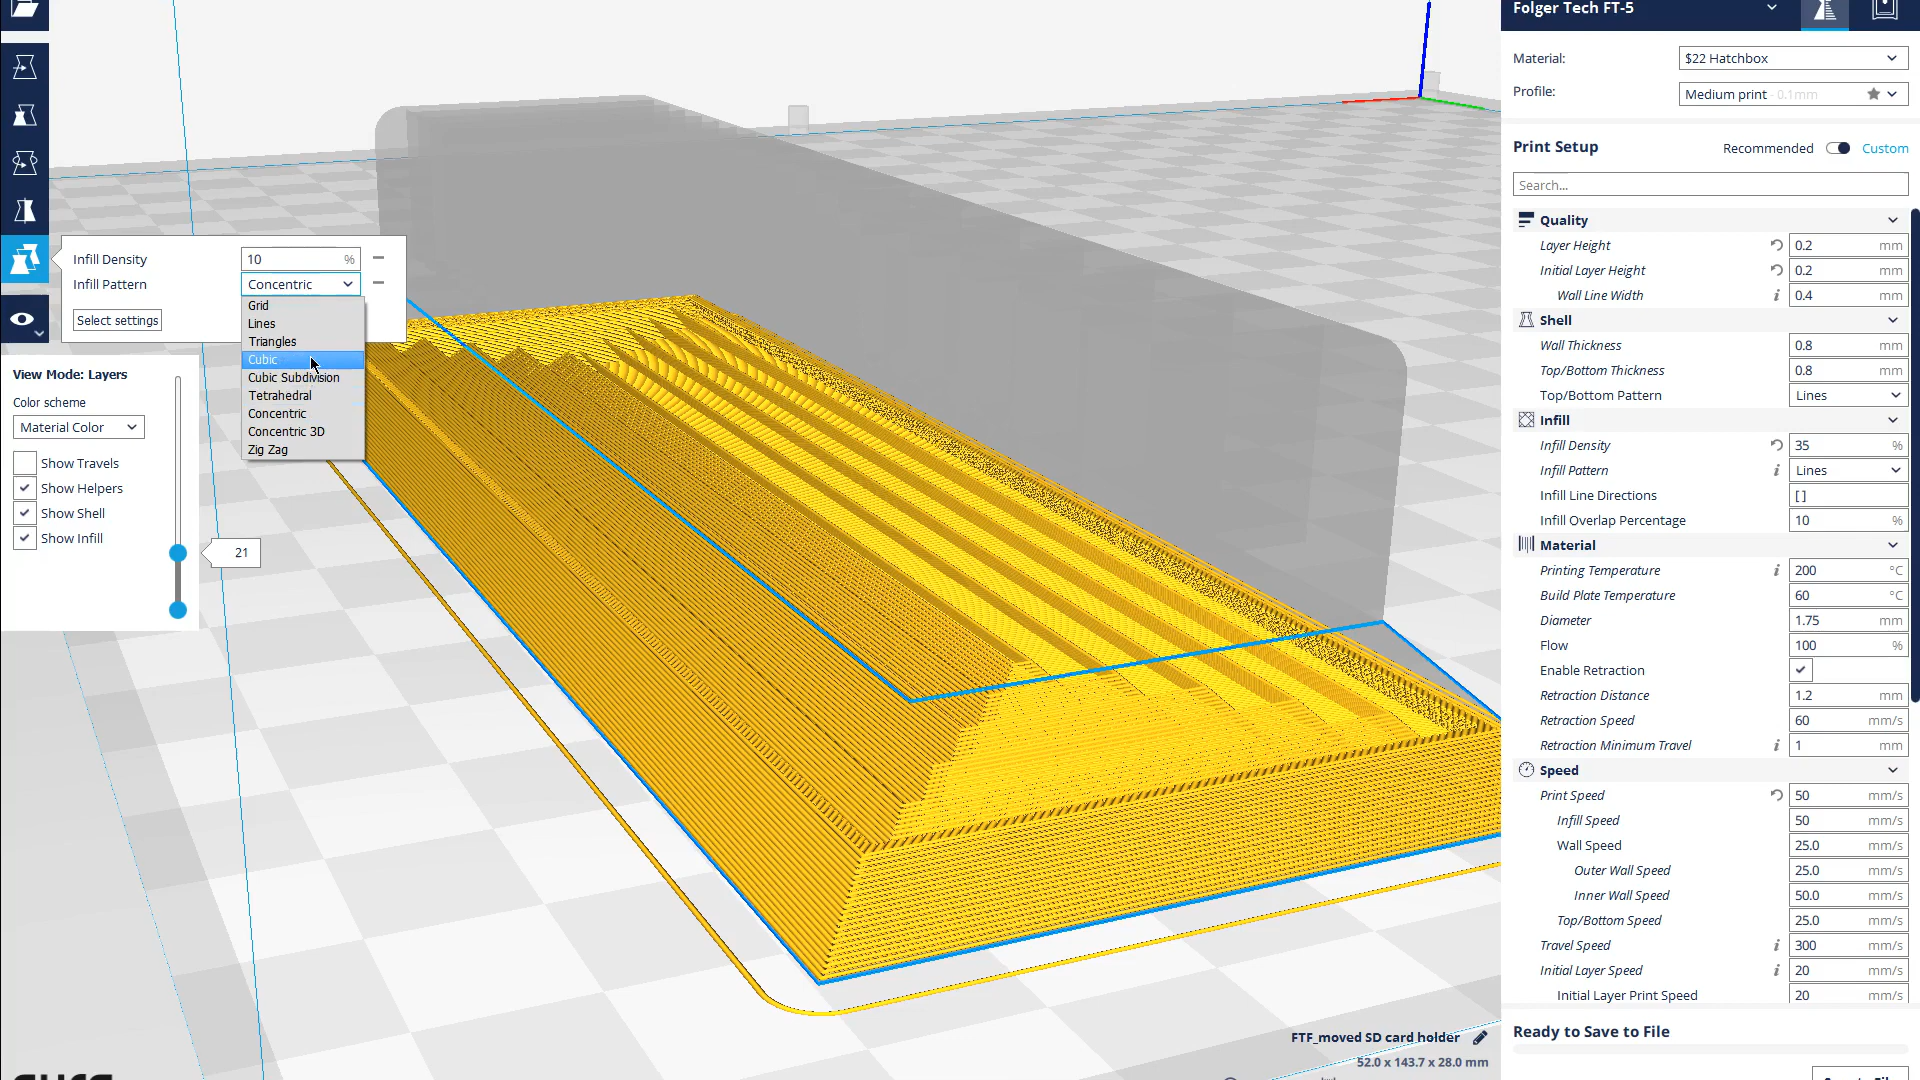 Folger Tech FT-5
Material:
$22 Hatchbox
Profile:
Medium print - 0.1mm
Print Setup
Recommended
Custom
Search...
Quality
Layer Height
0.2 mm
Initial Layer Height
0.2 mm
Wall Line Width
i
0.4 mm
Shell
Wall Thickness
0.8 mm
Top/Bottom Thickness
0.8 mm
Top/Bottom Pattern
Lines
Infill
Infill Density
35 %
Infill Pattern
i
Lines
Infill Line Directions
[]
Infill Overlap Percentage
10 %
Material
Printing Temperature
i
200 °C
Build Plate Temperature
60 °C
Diameter
1.75 mm
Flow
100 %
Enable Retraction
Retraction Distance
1.2 mm
Retraction Speed
60 mm/s
Retraction Minimum Travel
i
1 mm
Speed
Print Speed
50 mm/s
Infill Speed
50 mm/s
Wall Speed
25.0 mm/s
Outer Wall Speed
25.0 mm/s
Inner Wall Speed
50.0 mm/s
Top/Bottom Speed
25.0 mm/s
Travel Speed
i
300 mm/s
Initial Layer Speed
i
20 mm/s
Initial Layer Print Speed
20 mm/s
Ready to Save to File
Infill Density
10 %
Infill Pattern
Concentric
Select settings
Grid
Lines
Triangles
Cubic
Cubic Subdivision
Tetrahedral
Concentric
Concentric 3D
Zig Zag
View Mode: Layers
Color scheme
Material Color
Show Travels
Show Helpers
Show Shell
Show Infill
21
FTF_moved SD card holder
52.0 x 143.7 x 28.0 mm